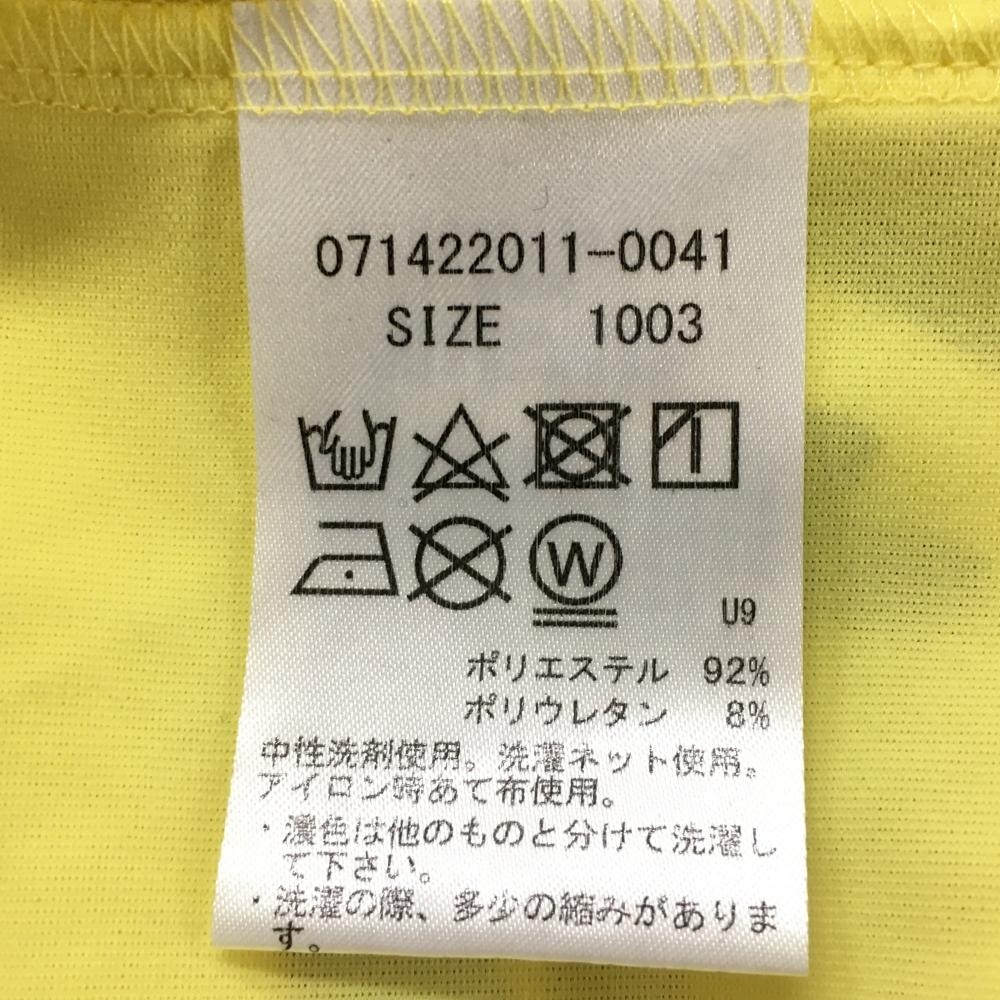 071422011-0041
SIZE 1003
W
U9
ポリエステル 92%
ポリウレタン 8%
中性洗剤使用。洗濯ネット使用。
アイロン時あて布使用。
・濃色は他のものと分けて洗濯し
て下さい。
・洗濯の際、多少の縮みがありま
す。